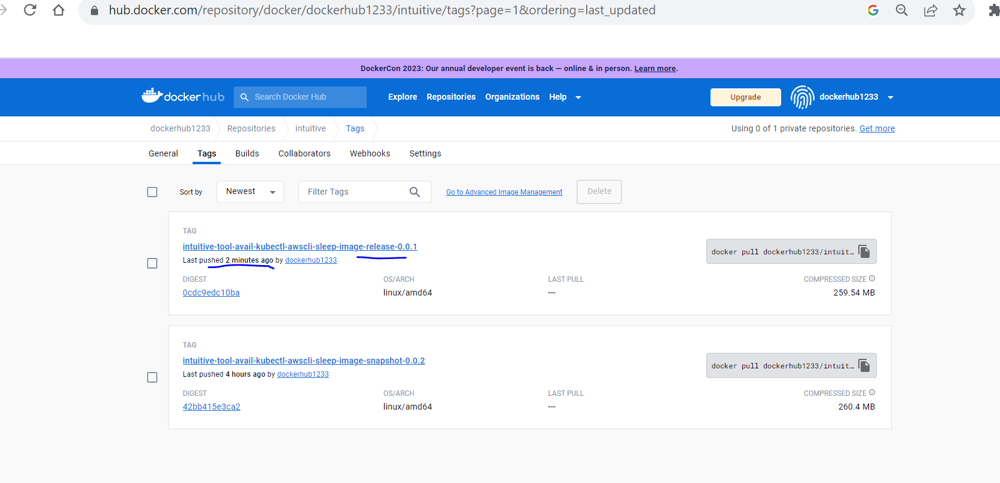 hub.docker.com/repository/docker/dockerhub1233/intuitive/tags?page=1&ordering=last_updated
DockerCon 2023: Our annual developer event is back — online & in person. Learn more.
docker hub Search Docker Hub Explore Repositories Organizations Help Upgrade dockerhub1233
dockerhub1233 Repositories intuitive Tags Using 0 of 1 private repositories. Get more
General Tags Builds Collaborators Webhooks Settings
Sort by Newest Filter Tags Go to Advanced Image Management Delete
TAG
intuitive-tool-avail-kubectl-awscli-sleep-image-release-0.0.1
docker pull dockerhub1233/intuit...
Last pushed 2 minutes ago by dockerhub1233
DIGEST OS/ARCH LAST PULL COMPRESSED SIZE
0cdc9edc10ba linux/amd64 --- 259.54 MB
TAG
intuitive-tool-avail-kubectl-awscli-sleep-image-snapshot-0.0.2
docker pull dockerhub1233/intuit...
Last pushed 4 hours ago by dockerhub1233
DIGEST OS/ARCH LAST PULL COMPRESSED SIZE
42bb415e3ca2 linux/amd64 --- 260.4 MB